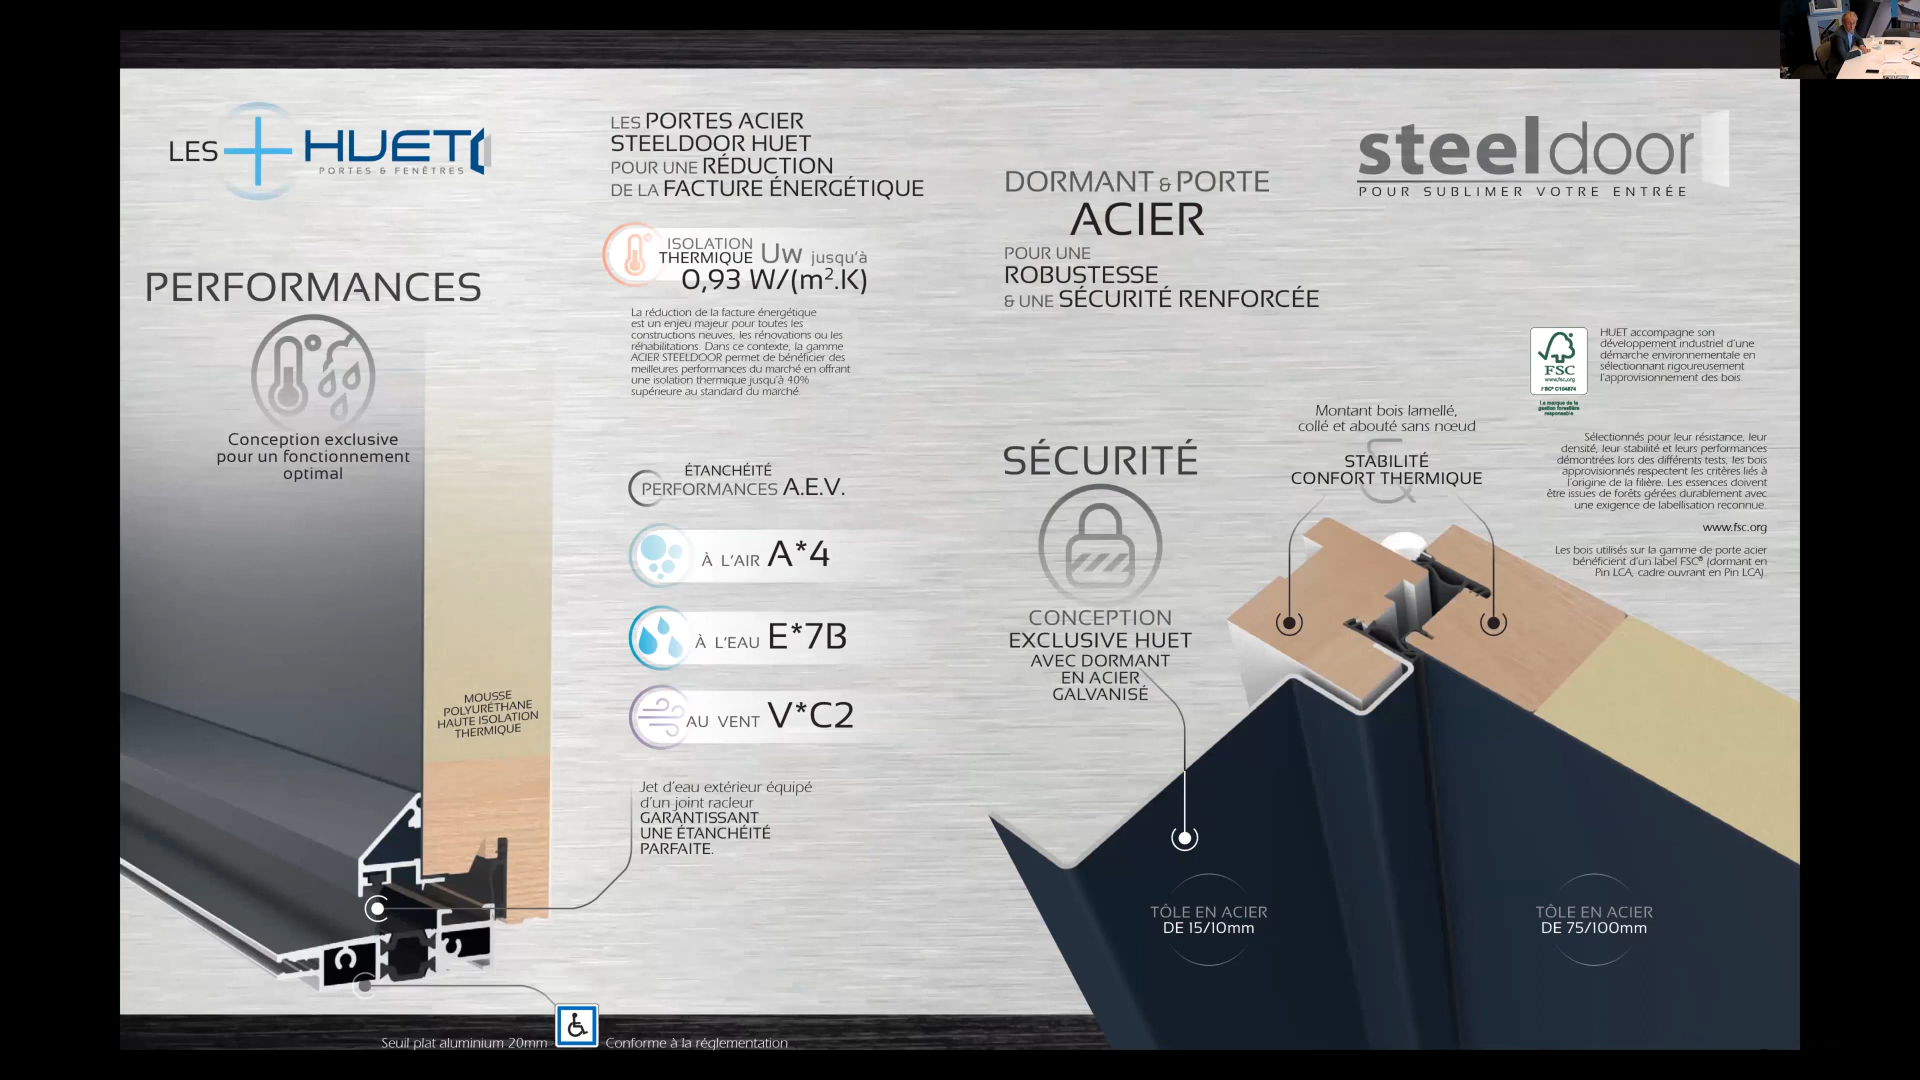 LES + HUET
PORTES & FENÊTRES
PERFORMANCES
Conception exclusive
pour un fonctionnement
optimal
MOUSSE
POLYURÉTHANE
HAUTE ISOLATION
THERMIQUE
LES PORTES ACIER
STEELDOOR HUET
POUR UNE RÉDUCTION
DE LA FACTURE ÉNERGÉTIQUE
ISOLATION
THERMIQUE Uw jusqu'à
0,93 W/(m².K)
La réduction de la facture énergétique
est un enjeu majeur pour toutes les
constructions neuves, les rénovations ou les
réhabilitations. Dans ce contexte, la gamme
ACIER STEELDOOR permet de bénéficier des
meilleures performances du marché en offrant
une isolation thermique jusqu'à 40%
supérieure au standard du marché.
ÉTANCHÉITÉ
PERFORMANCES A.E.V.
À L'AIR A*4
À L'EAU E*7B
AU VENT V*C2
Jet d'eau extérieur équipé
d'un joint racleur
GARANTISSANT
UNE ÉTANCHÉITÉ
PARFAITE.
Seuil plat aluminium 20mm
Conforme à la réglementation
DORMANT & PORTE
ACIER
POUR UNE
ROBUSTESSE
& UNE SÉCURITÉ RENFORCÉE
steeldoor
POUR SUBLIMER VOTRE ENTRÉE
SÉCURITÉ
CONCEPTION
EXCLUSIVE HUET
AVEC DORMANT
EN ACIER
GALVANISÉ
Montant bois lamellé,
collé et abouté sans nœud
&
STABILITÉ
CONFORT THERMIQUE
FSC
www.fsc.org
FSC® C104874
La marque de la
gestion forestière
responsable
HUET accompagne son
développement industriel d'une
démarche environnementale en
sélectionnant rigoureusement
l'approvisionnement des bois.
Sélectionnés pour leur résistance, leur
densité, leur stabilité et leurs performances
démontrées lors des différents tests, les bois
approvisionnés respectent les critères liés à
l'origine de la filière. Les essences doivent
être issues de forêts gérées durablement avec
une exigence de labellisation reconnue.
www.fsc.org
Les bois utilisés sur la gamme de porte acier
bénéficient d'un label FSC® (dormant en
Pin LCA, cadre ouvrant en Pin LCA).
TÔLE EN ACIER
DE 15/10mm
TÔLE EN ACIER
DE 75/100mm